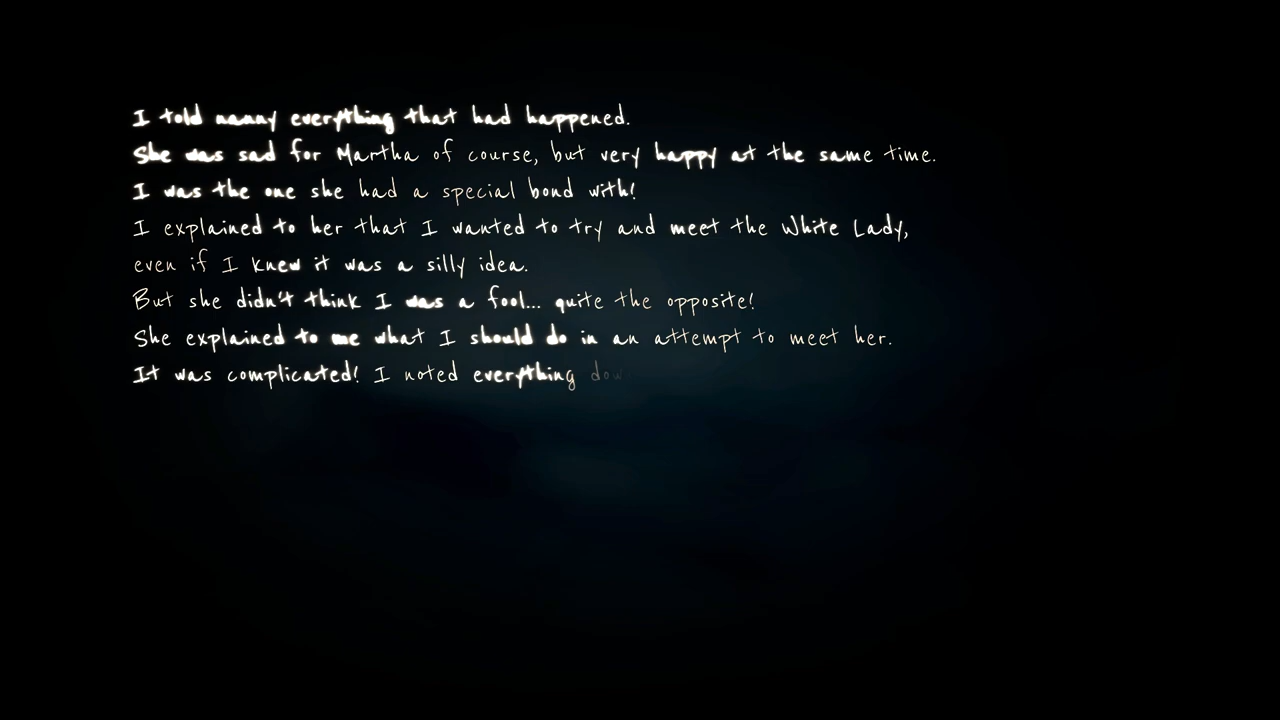 I told nanny everything that had happened.
She was sad for Martha of course, but very happy at the same time.
I was the one she had a special bond with!
I explained to her that I wanted to try and meet the White Lady,
even if I knew it was a silly idea.
But she didn't think I was a fool... quite the opposite!
She explained to me what I should do in an attempt to meet her.
It was complicated! I noted everything